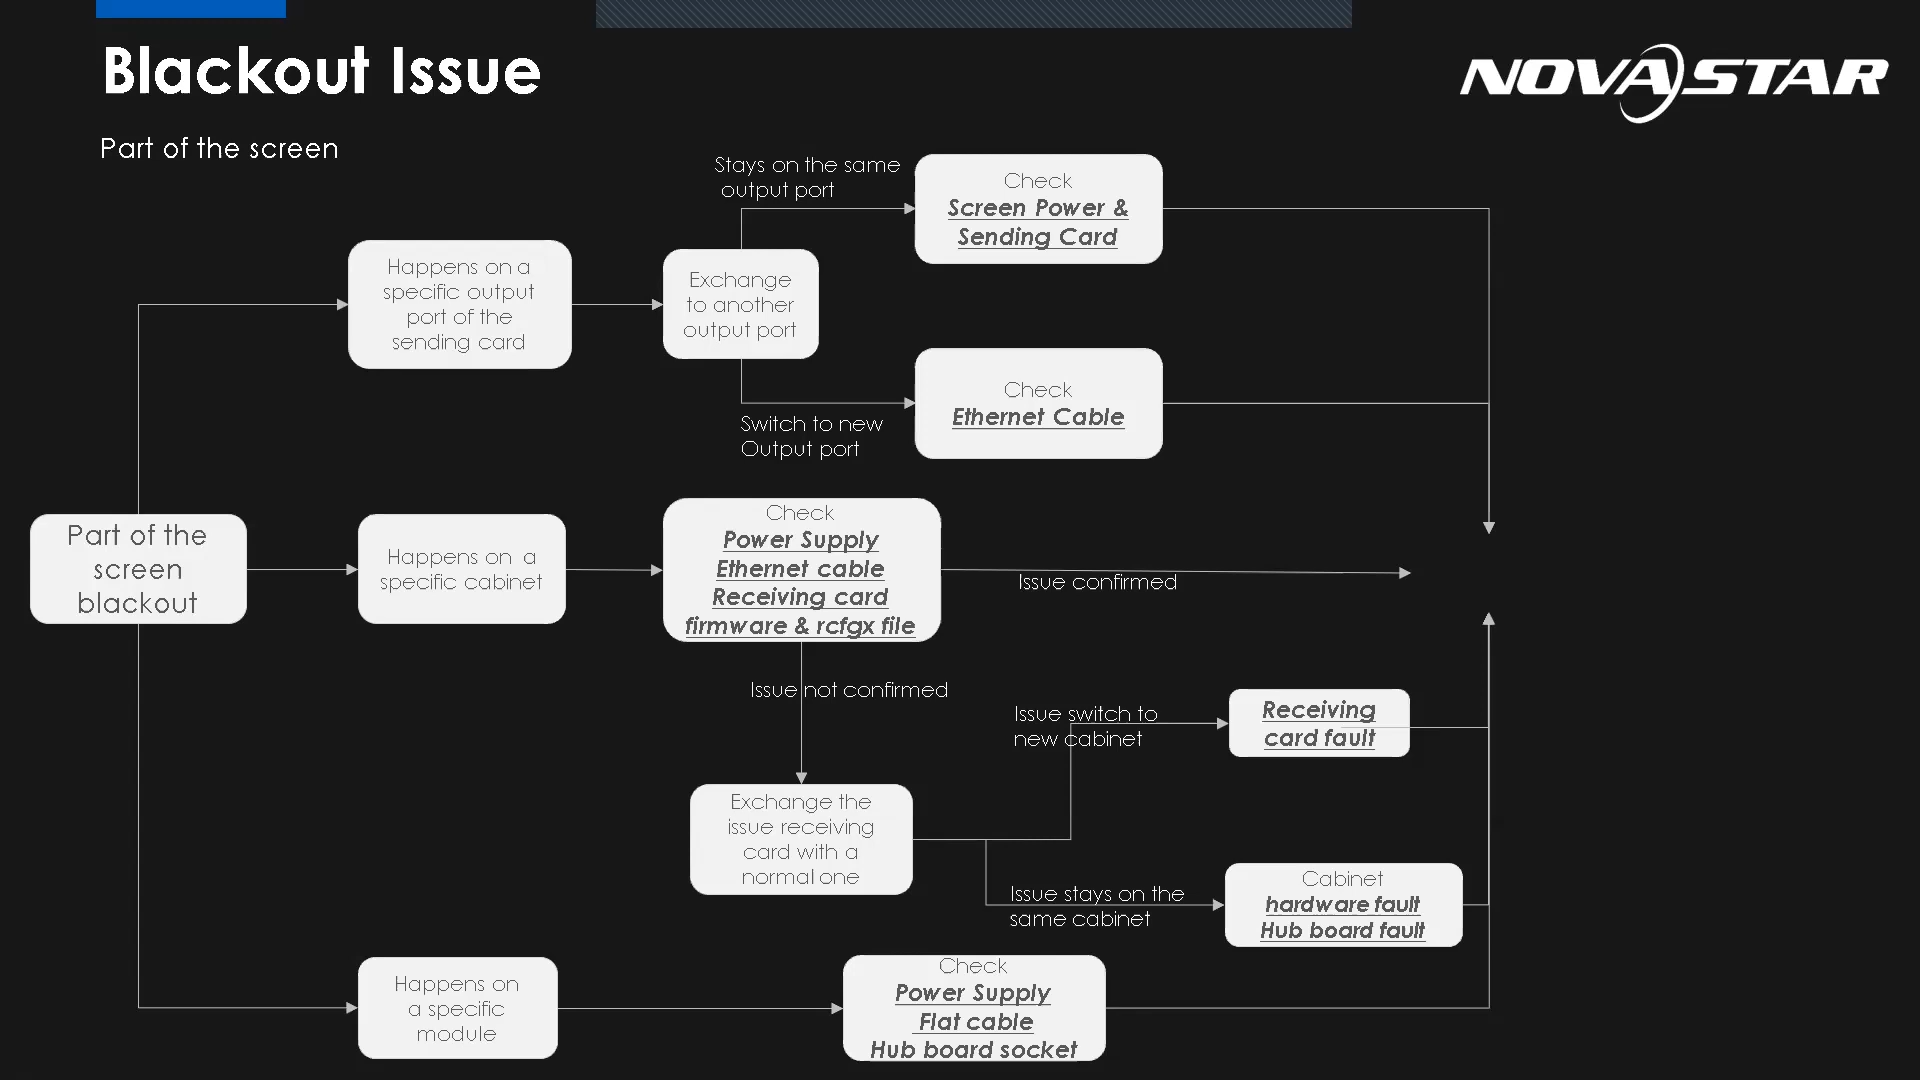 Blackout Issue
NOVASTAR
Part of the screen
Stays on the same
output port
Check
Screen Power &
Sending Card
Happens on a
specific output
port of the
sending card
Exchange
to another
output port
Check
Ethernet Cable
Switch to new
Output port
Part of the
screen
blackout
Happens on a
specific cabinet
Check
Power Supply
Ethernet cable
Receiving card
firmware & rcfgx file
Issue confirmed
Issue not confirmed
Issue switch to
new cabinet
Receiving
card fault
Exchange the
issue receiving
card with a
normal one
Issue stays on the
same cabinet
Cabinet
hardware fault
Hub board fault
Happens on
a specific
module
Check
Power Supply
Flat cable
Hub board socket